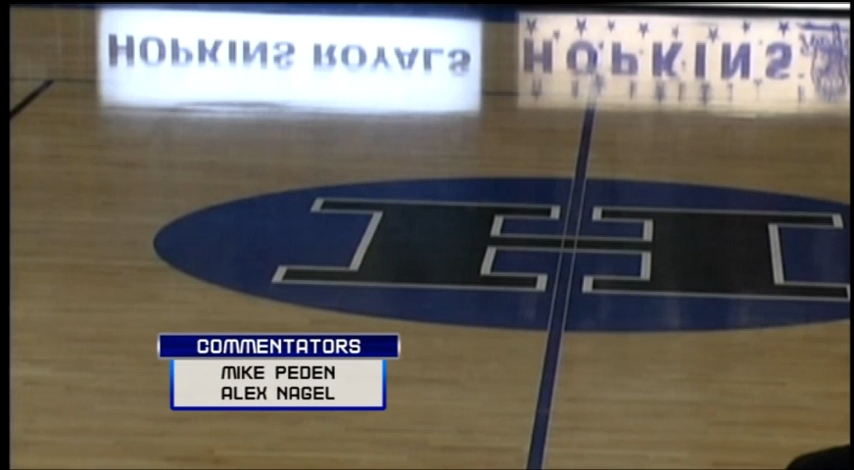 HOPKINS ROYALS
HOPKINS
H
COMMENTATORS
MIKE PEDEN
ALEX NAGEL